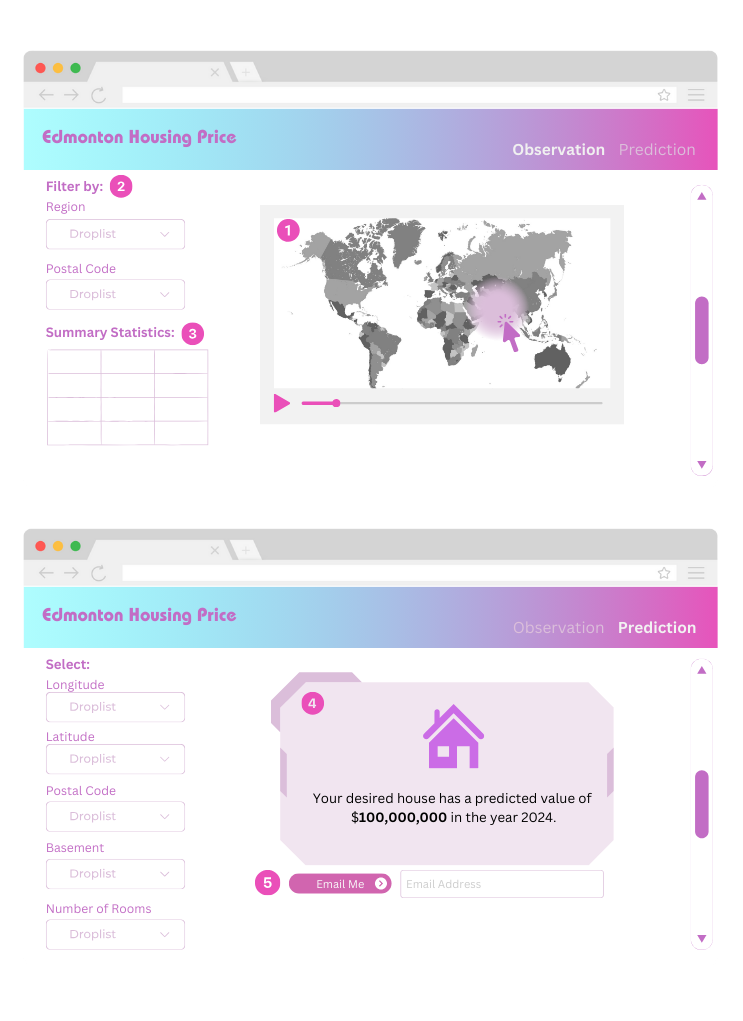 Edmonton Housing Price
Observation Prediction
Filter by: 2
Region
Droplist
Postal Code
Droplist
Summary Statistics: 3
1
Edmonton Housing Price
Observation Prediction
Select:
Longitude
Droplist
Latitude
Droplist
Postal Code
Droplist
Basement
Droplist
Number of Rooms
Droplist
4
Your desired house has a predicted value of
$100,000,000 in the year 2024.
5 Email Me Email Address